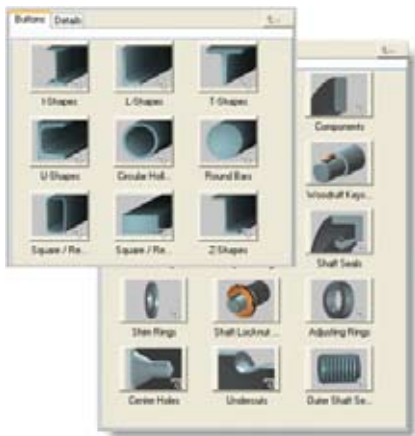 Buttons Details
I-Shapes L-Shapes T-Shapes
U-Shapes Circular Holl... Round Bars
Square / Re... Square / Re... Z-Shapes
Components
Woodruff Keys...
Shaft Seals
Shim Rings Shaft Locknut ... Adjusting Rings
Center Holes Undercuts Outer Shaft Se...